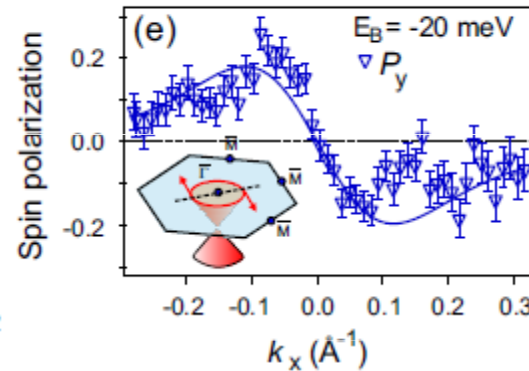 (e)
E_B = -20 meV
▽ P_y
Spin polarization
0.2
0.0
-0.2
M̅
Γ̅
M̅
M̅
-0.2 -0.1 0.0 0.1 0.2 0.3
k_x (Å⁻¹)